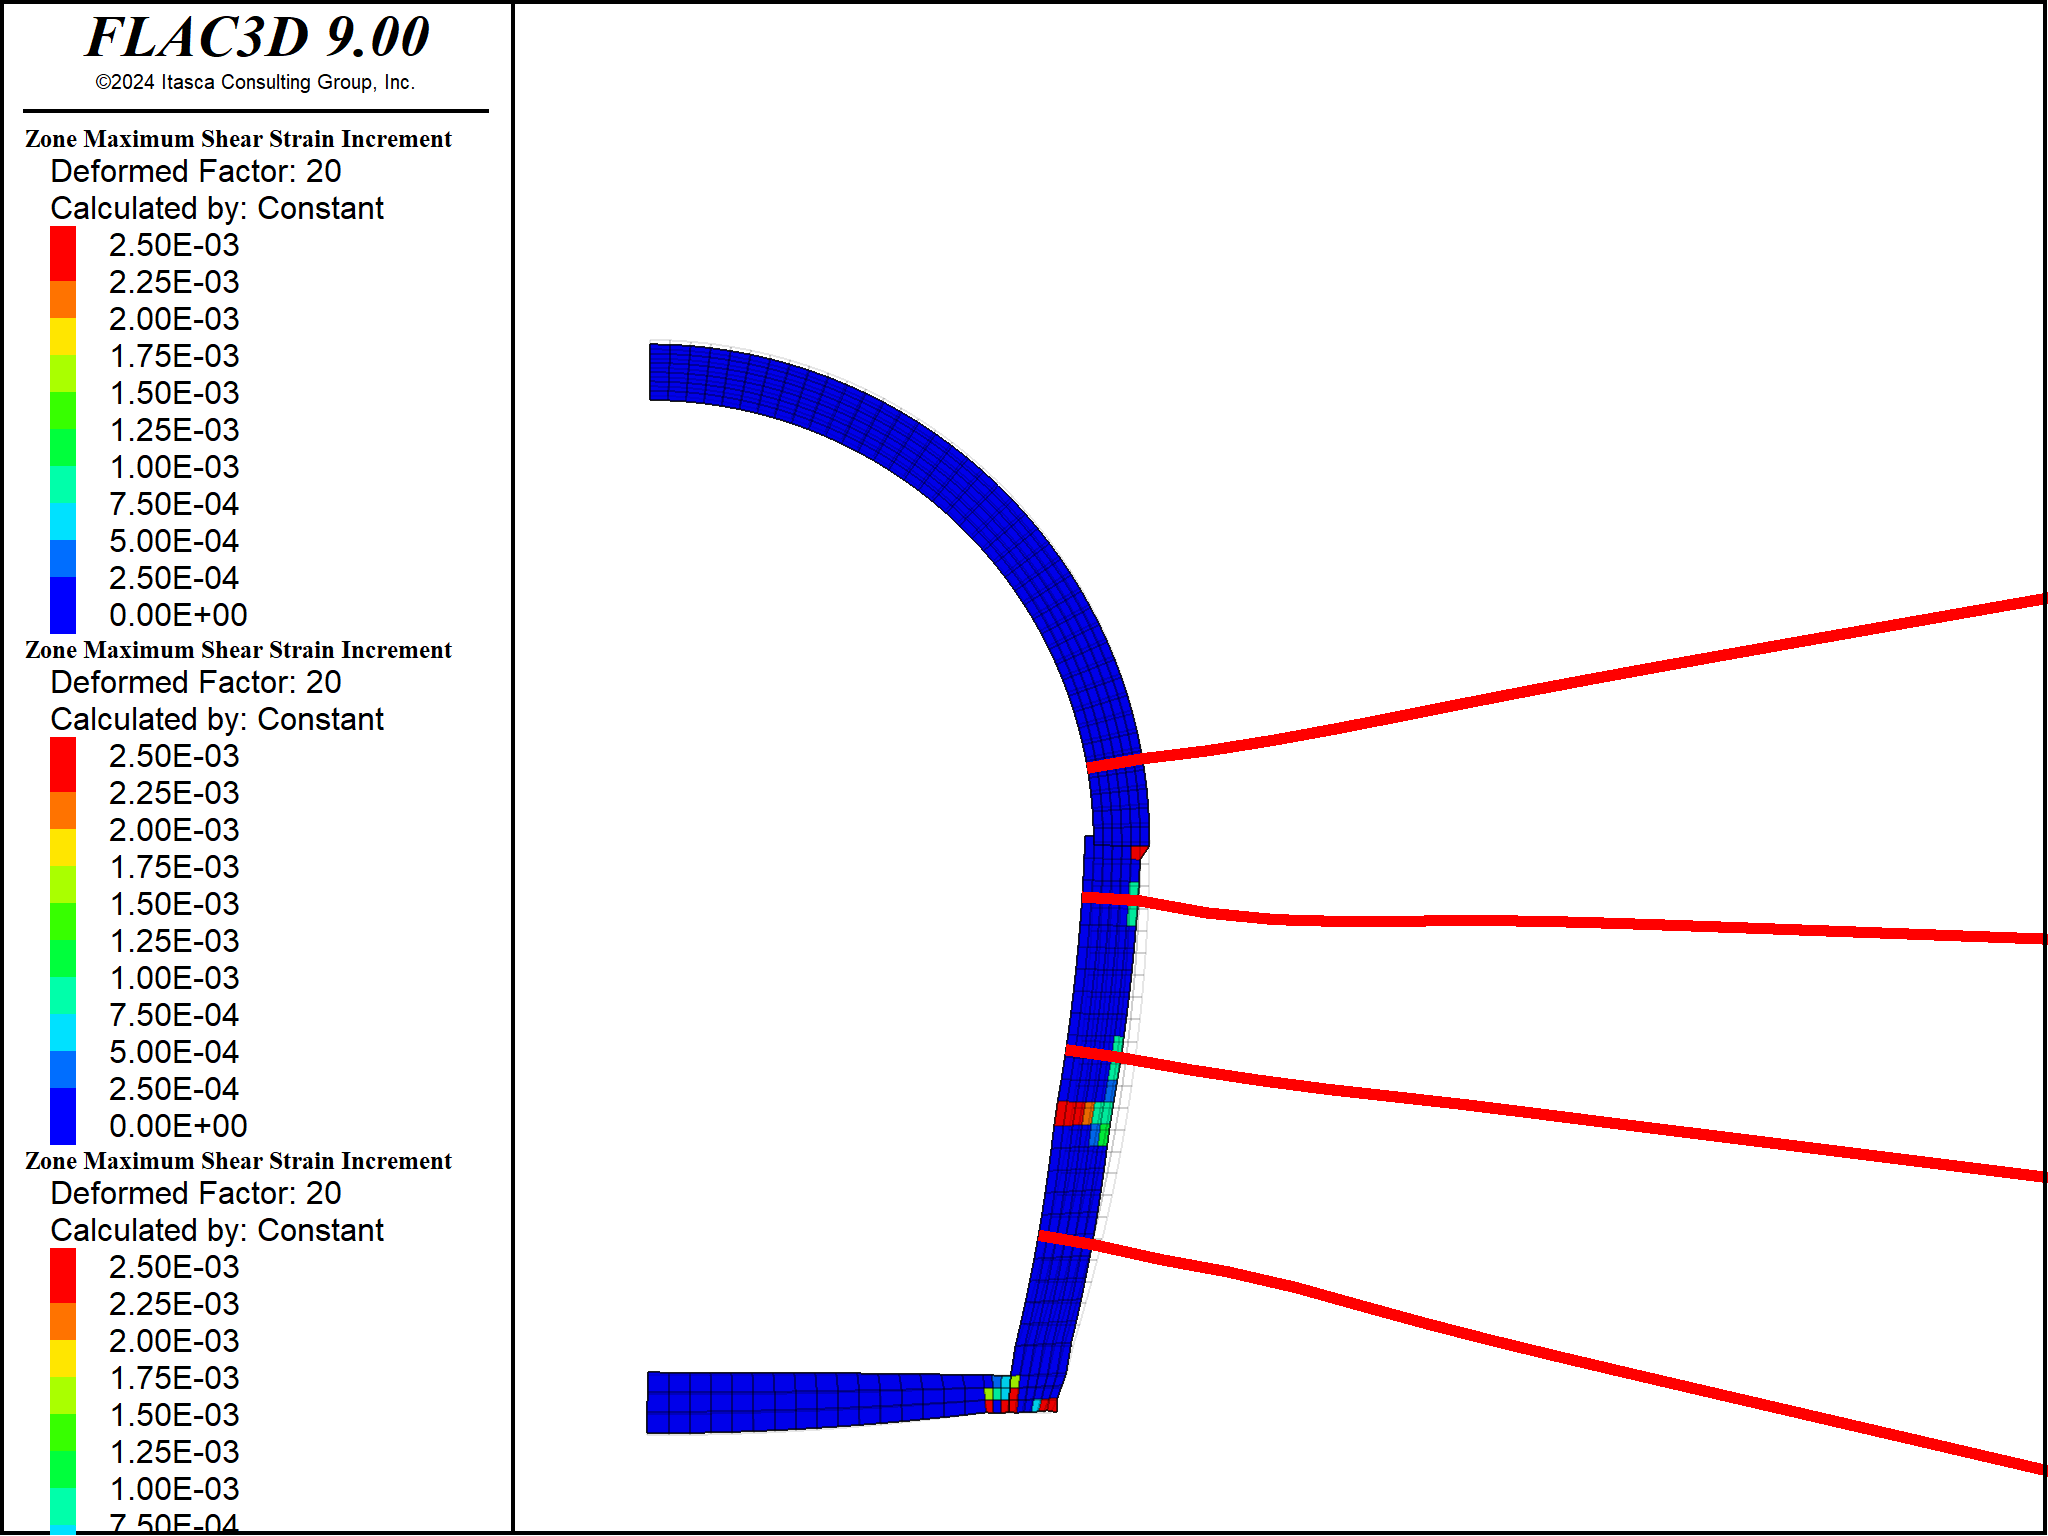 FLAC3D 9.00
©2024 Itasca Consulting Group, Inc.
Zone Maximum Shear Strain Increment
Deformed Factor: 20
Calculated by: Constant
2.50E-03
2.25E-03
2.00E-03
1.75E-03
1.50E-03
1.25E-03
1.00E-03
7.50E-04
5.00E-04
2.50E-04
0.00E+00
Zone Maximum Shear Strain Increment
Deformed Factor: 20
Calculated by: Constant
2.50E-03
2.25E-03
2.00E-03
1.75E-03
1.50E-03
1.25E-03
1.00E-03
7.50E-04
5.00E-04
2.50E-04
0.00E+00
Zone Maximum Shear Strain Increment
Deformed Factor: 20
Calculated by: Constant
2.50E-03
2.25E-03
2.00E-03
1.75E-03
1.50E-03
1.25E-03
1.00E-03
7.50E-04